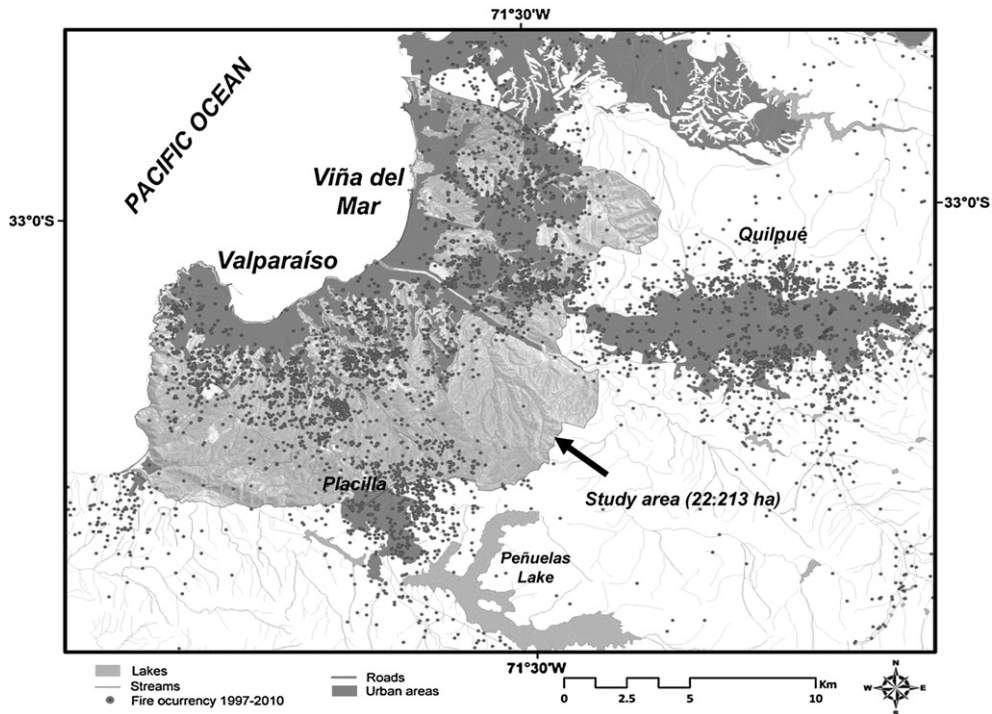 71°30'W
PACIFIC OCEAN
Viña del
Mar
33°0'S
33°0'S
Quilpué
Valparaíso
Placilla
Study area (22:213 ha)
Peñuelas
Lake
71°30'W
Lakes
Streams
Fire ocurrency 1997-2010
Roads
Urban areas
Km
0 2.5 5 10
N
W E
S